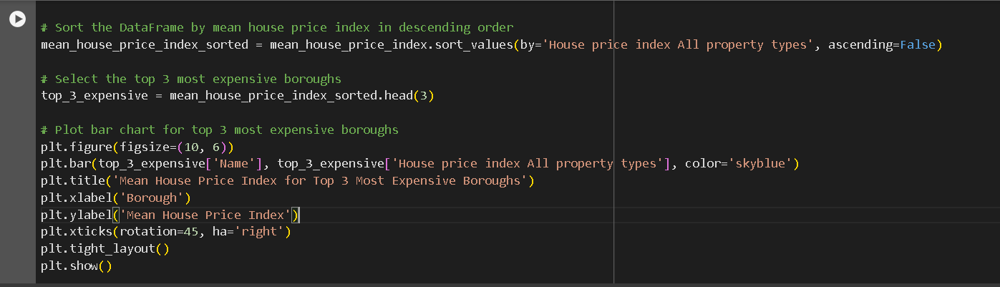 # Sort the DataFrame by mean house price index in descending order
mean_house_price_index_sorted = mean_house_price_index.sort_values(by='House price index All property types', ascending=False)
# Select the top 3 most expensive boroughs
top_3_expensive = mean_house_price_index_sorted.head(3)
# Plot bar chart for top 3 most expensive boroughs
plt.figure(figsize=(10, 6))
plt.bar(top_3_expensive['Name'], top_3_expensive['House price index All property types'], color='skyblue')
plt.title('Mean House Price Index for Top 3 Most Expensive Boroughs')
plt.xlabel('Borough')
plt.ylabel('Mean House Price Index')
plt.xticks(rotation=45, ha='right')
plt.tight_layout()
plt.show()